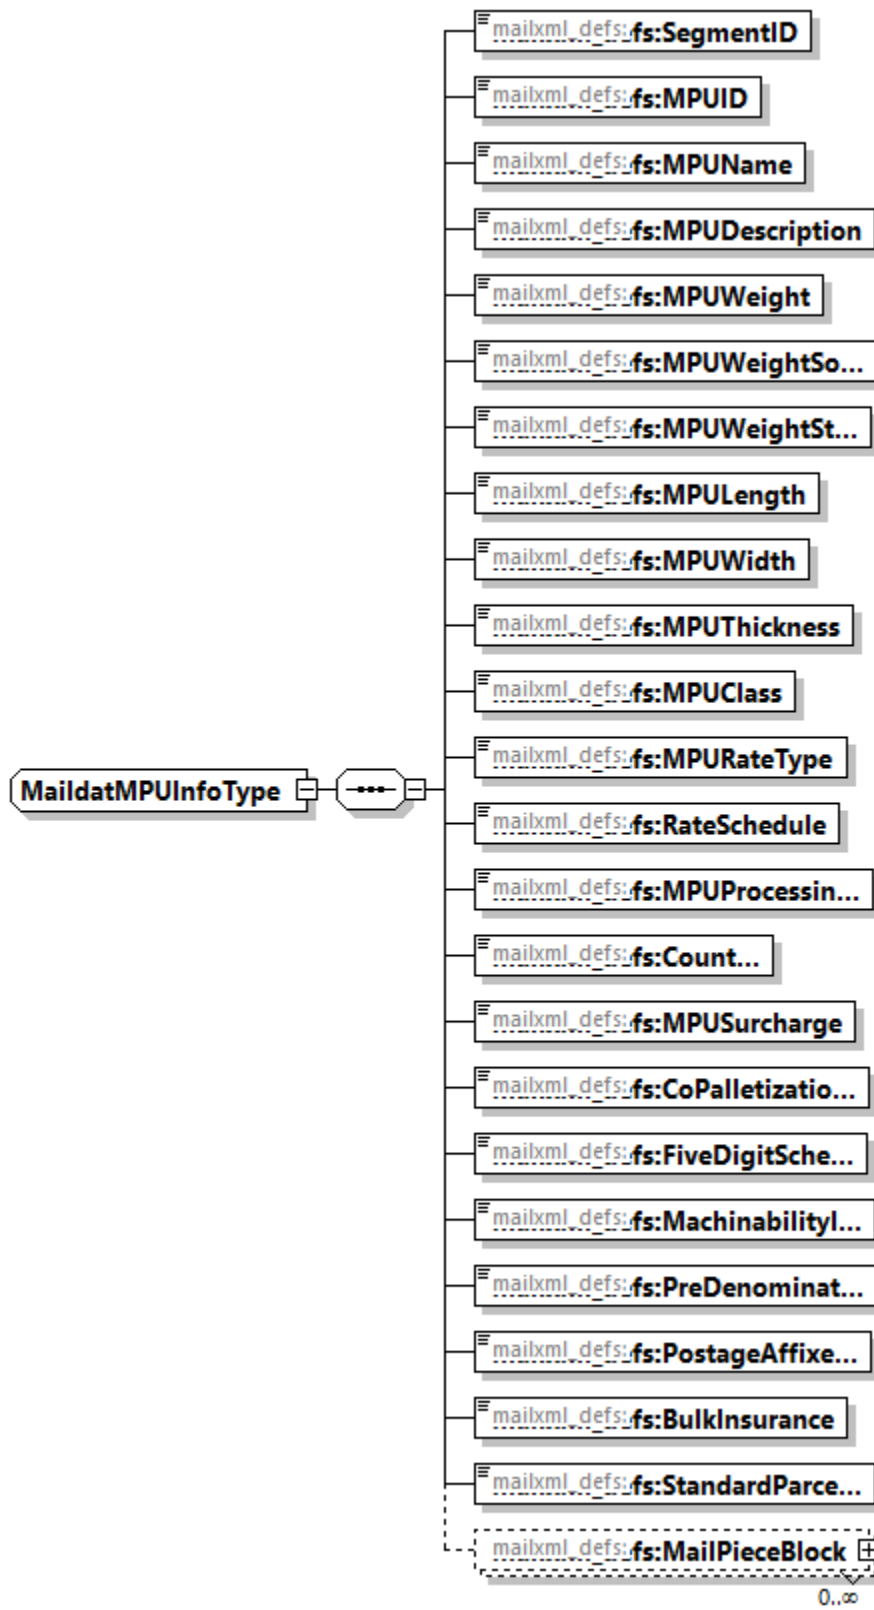 mailxml_defs:fs:SegmentID
mailxml_defs:fs:MPUID
mailxml_defs:fs:MPUName
mailxml_defs:fs:MPUDescription
mailxml_defs:fs:MPUWeight
mailxml_defs:fs:MPUWeightSo...
mailxml_defs:fs:MPUWeightSt...
mailxml_defs:fs:MPULength
mailxml_defs:fs:MPUWidth
mailxml_defs:fs:MPUThickness
mailxml_defs:fs:MPUClass
mailxml_defs:fs:MPURateType
MaildatMPUInfoType
mailxml_defs:fs:RateSchedule
mailxml_defs:fs:MPUProcessin...
mailxml_defs:fs:Count...
mailxml_defs:fs:MPUSurcharge
mailxml_defs:fs:CoPalletizatio...
mailxml_defs:fs:FiveDigitSche...
mailxml_defs:fs:MachinabilityI...
mailxml_defs:fs:PreDenominat...
mailxml_defs:fs:PostageAffixe...
mailxml_defs:fs:BulkInsurance
mailxml_defs:fs:StandardParce...
mailxml_defs:fs:MailPieceBlock
0..∞